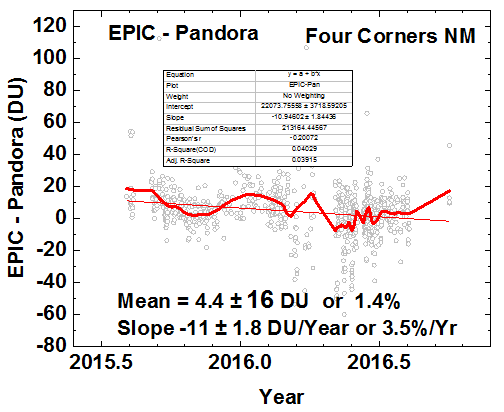 EPIC - Pandora
Four Corners NM
Equation y = a + b*x
Plot EPIC-Pan
Weight No Weighting
Intercept 22073.75558 ± 3718.59205
Slope -10.94602 ± 1.84436
Residual Sum of Squares 213164.44567
Pearson's r -0.20072
R-Square(COD) 0.04029
Adj. R-Square 0.03915
EPIC - Pandora (DU)
120
100
80
60
40
20
0
-20
-40
-60
-80
Mean = 4.4 ± 16 DU or 1.4%
Slope -11 ± 1.8 DU/Year or 3.5%/Yr
2015.5 2016.0 2016.5
Year